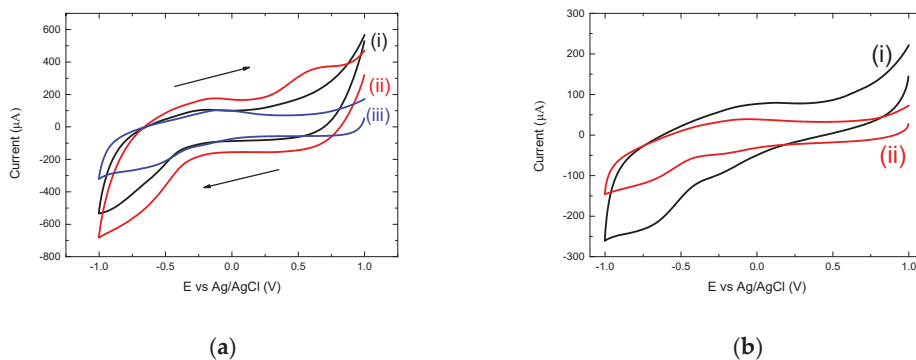 600
400
200
0
-200
-400
-600
-800
-1.0 -0.5 0.0 0.5 1.0
Current (μA)
E vs Ag/AgCl (V)
(i)
(ii)
(iii)
(a)
300
200
100
0
-100
-200
-300
-1.0 -0.5 0.0 0.5 1.0
Current (μA)
E vs Ag/AgCl (V)
(i)
(ii)
(b)